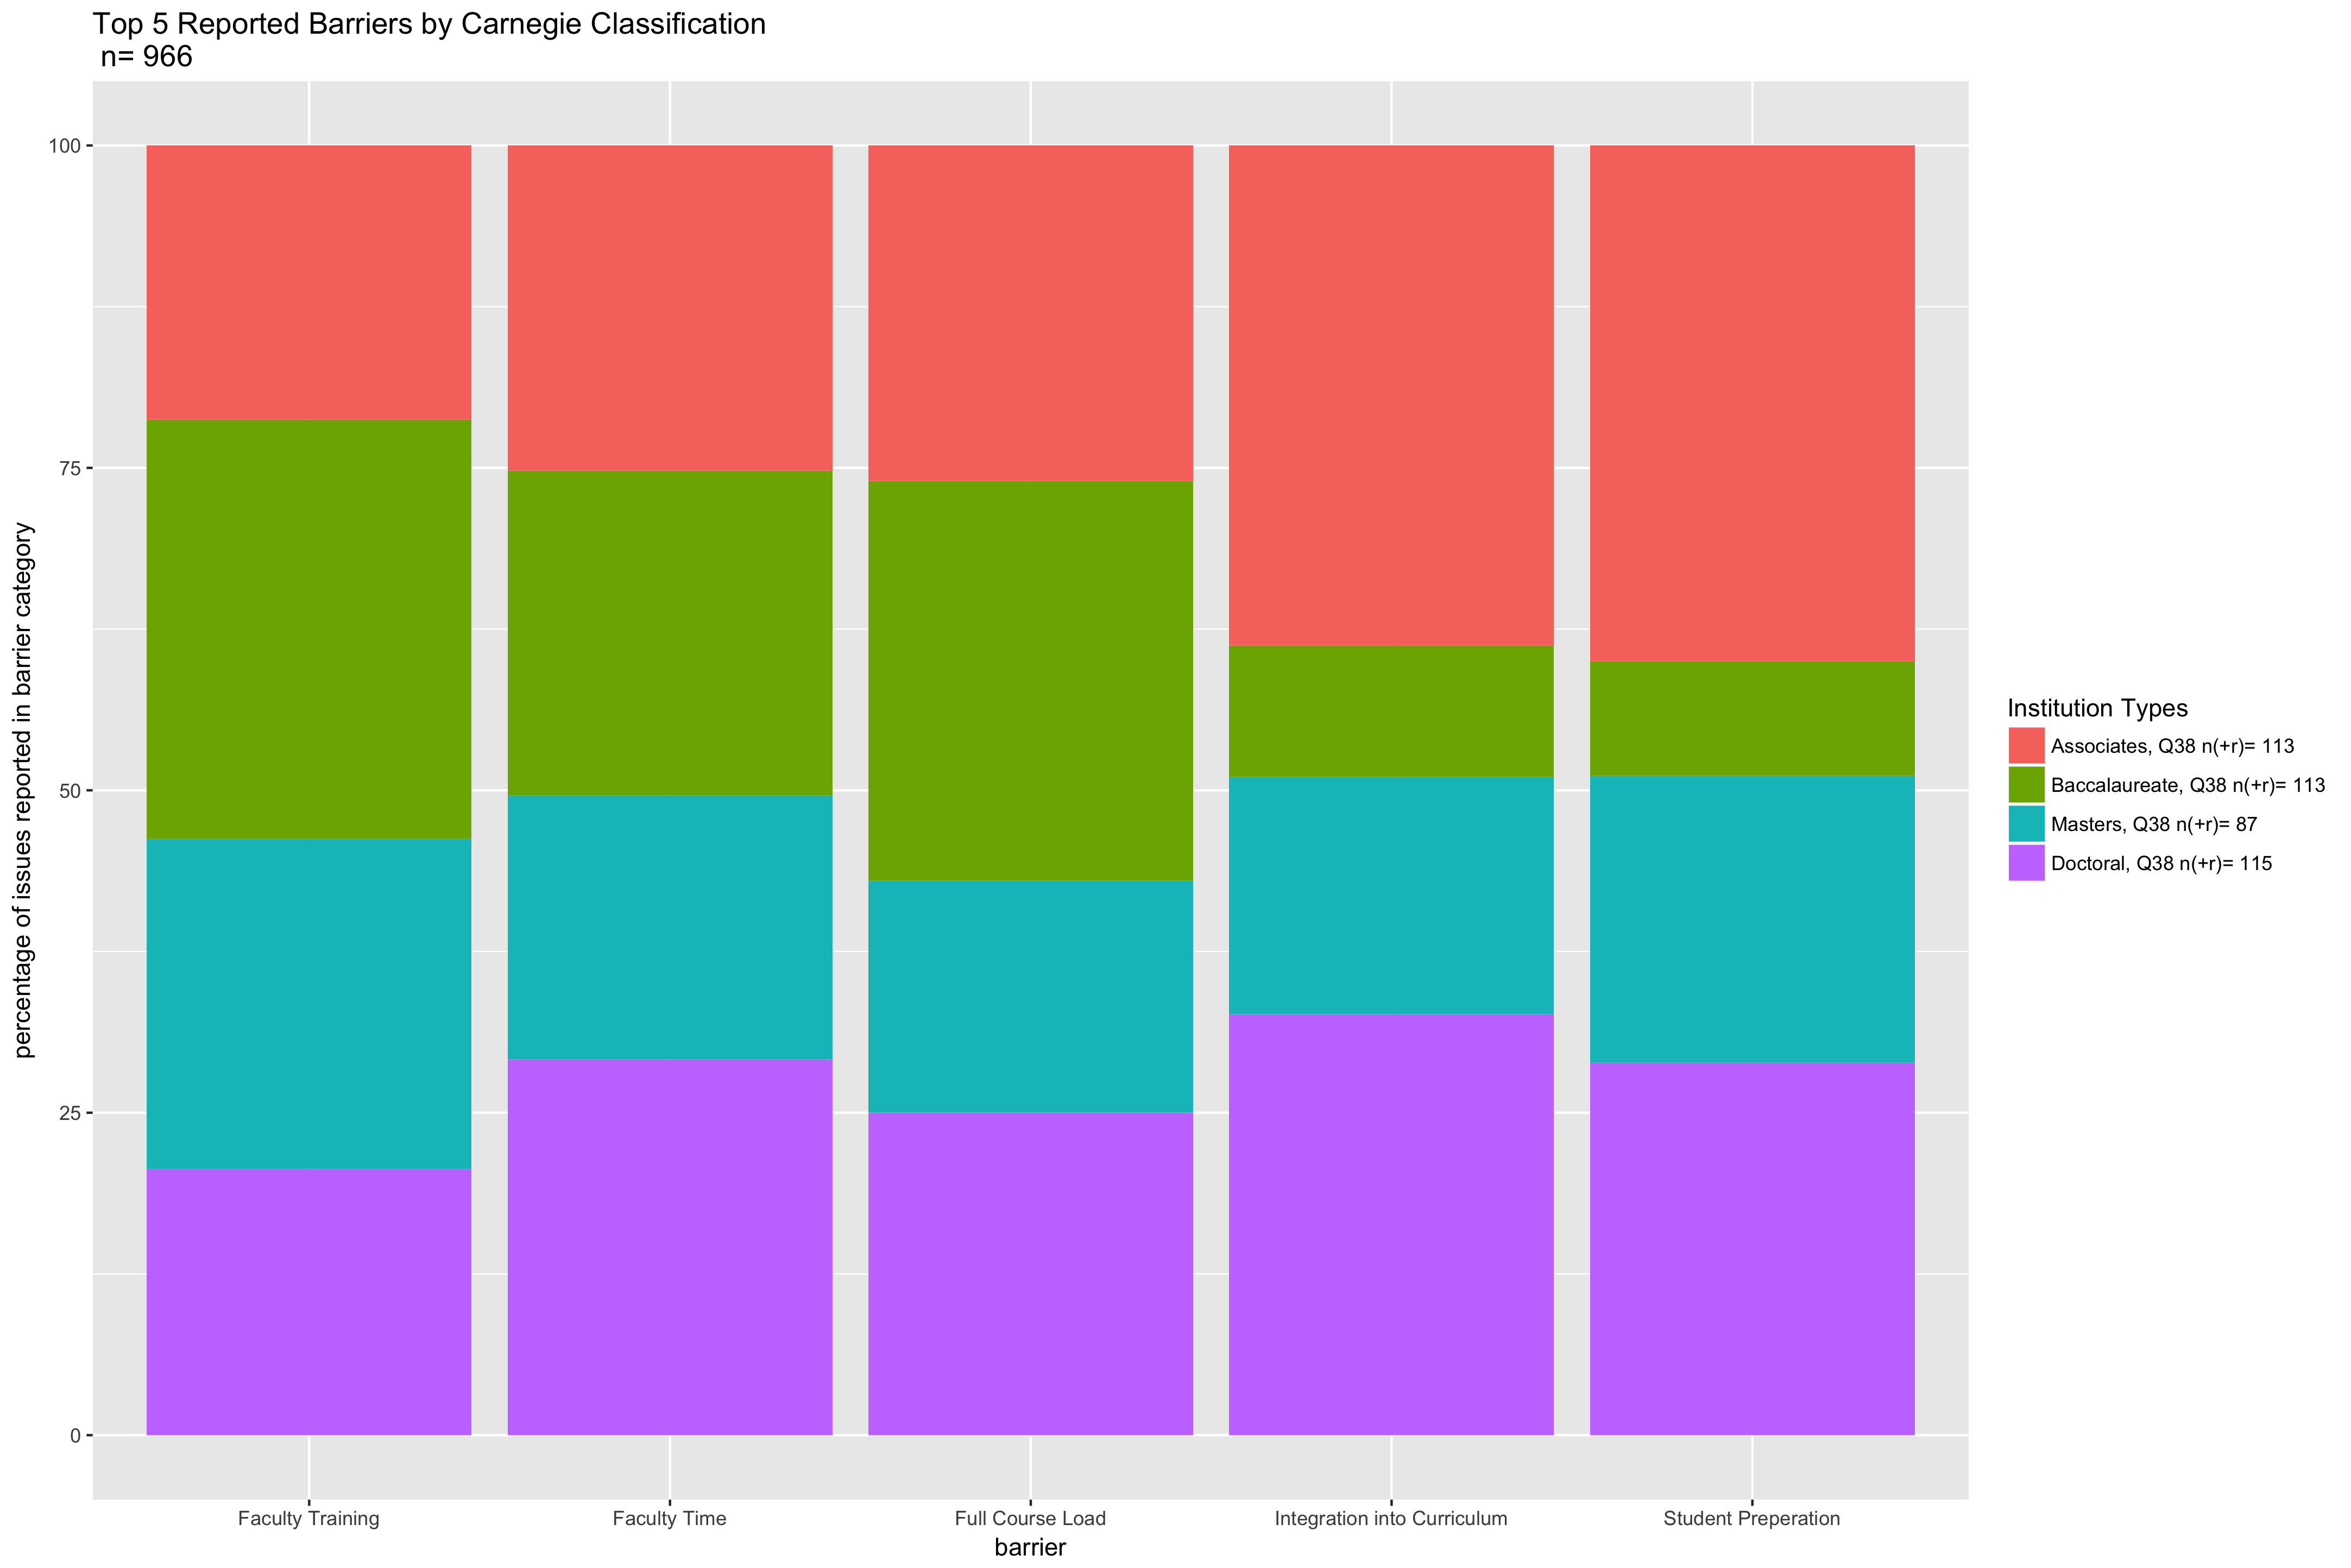 Top 5 Reported Barriers by Carnegie Classification
n= 966
percentage of issues reported in barrier category
100
75
50
25
0
Faculty Training
Faculty Time
Full Course Load
Integration into Curriculum
Student Preperation
barrier
Institution Types
Associates, Q38 n(+r)= 113
Baccalaureate, Q38 n(+r)= 113
Masters, Q38 n(+r)= 87
Doctoral, Q38 n(+r)= 115